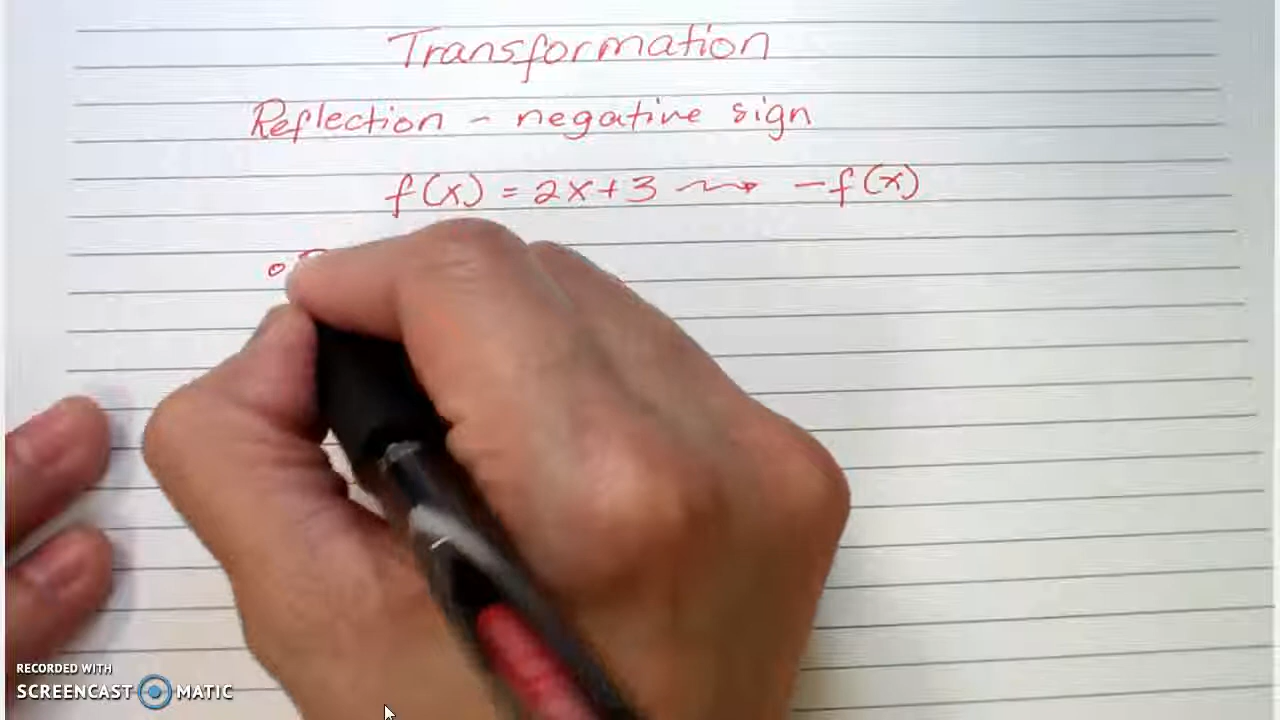 Transformation
Reflection - negative sign
f(x) = 2x+3 ⇝ -f(x)
RECORDED WITH
SCREENCAST MATIC